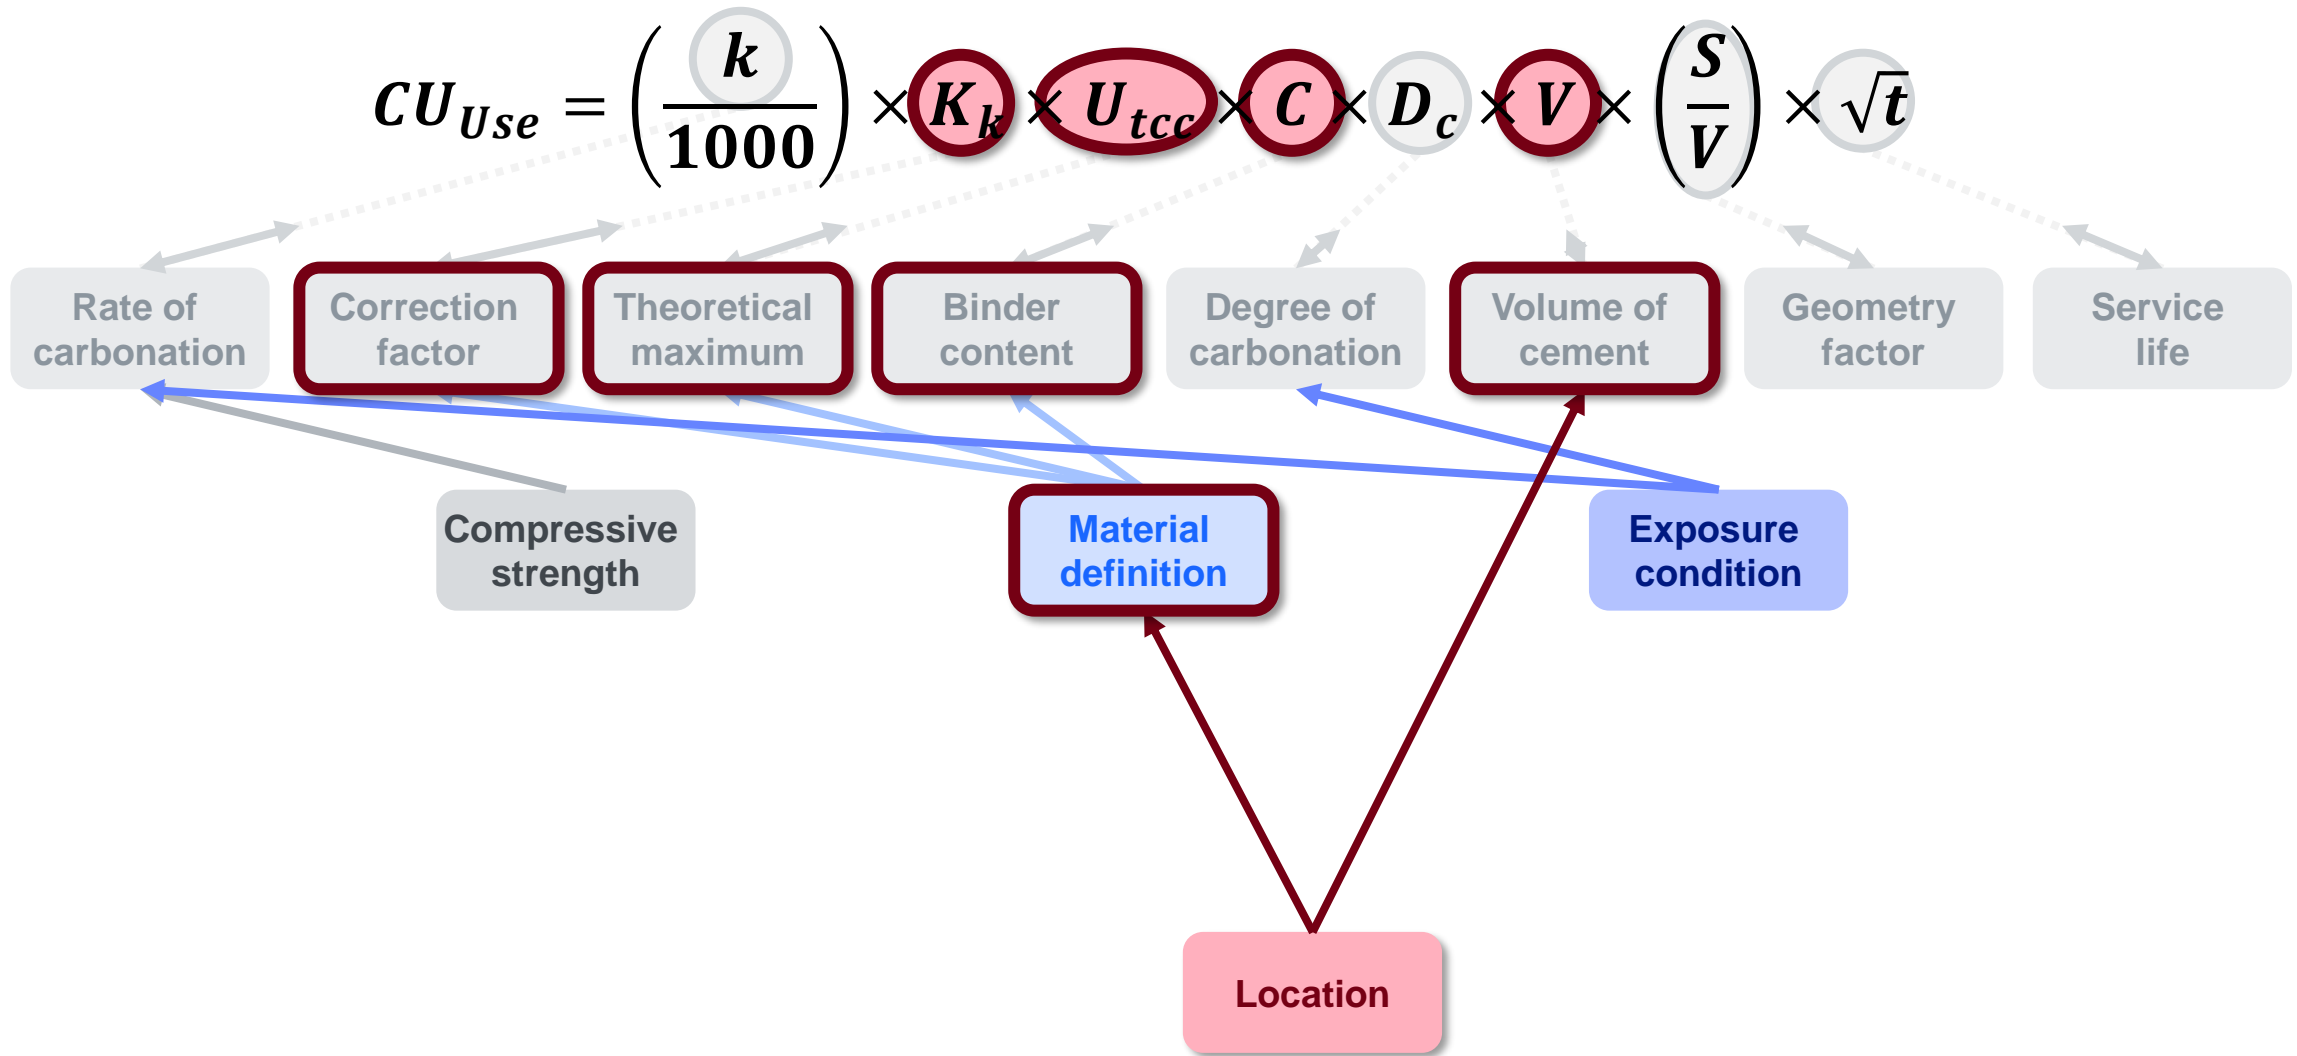 CU_Use = (k/1000) × K_k × U_tcc × C × D_c × V × (S/V) × √t
Rate of
carbonation
Correction
factor
Theoretical
maximum
Binder
content
Degree of
carbonation
Volume of
cement
Geometry
factor
Service
life
Compressive
strength
Material
definition
Exposure
condition
Location